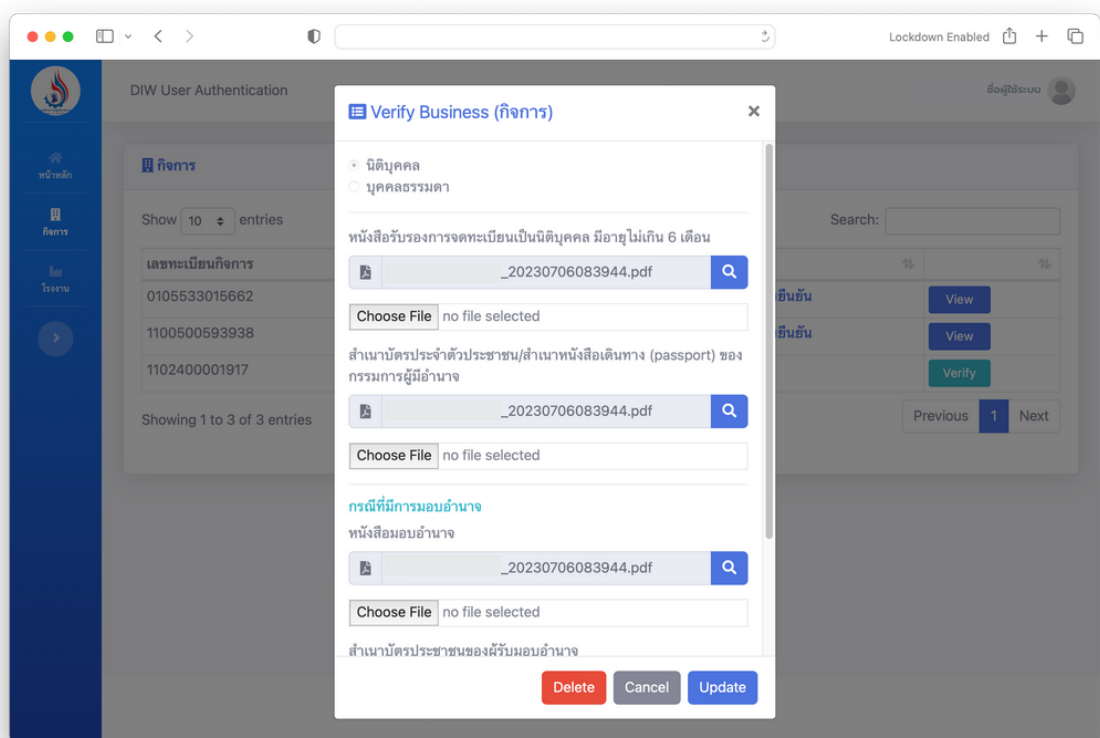 Lockdown Enabled
DIW User Authentication
ชื่อผู้ใช้ระบบ
หน้าหลัก
กิจการ
โรงงาน
กิจการ
Show 10 entries
Search:
เลขทะเบียนกิจการ
0105533015662
ยืนยัน
View
1100500593938
ยืนยัน
View
1102400001917
Verify
Showing 1 to 3 of 3 entries
Previous 1 Next
Verify Business (กิจการ)
นิติบุคคล
บุคคลธรรมดา
หนังสือรับรองการจดทะเบียนเป็นนิติบุคคล มีอายุไม่เกิน 6 เดือน
_20230706083944.pdf
Choose File no file selected
สำเนาบัตรประจำตัวประชาชน/สำเนาหนังสือเดินทาง (passport) ของ
กรรมการผู้มีอำนาจ
_20230706083944.pdf
Choose File no file selected
กรณีที่มีการมอบอำนาจ
หนังสือมอบอำนาจ
_20230706083944.pdf
Choose File no file selected
สำเนาบัตรประชาชนของผู้รับมอบอำนาจ
Delete Cancel Update